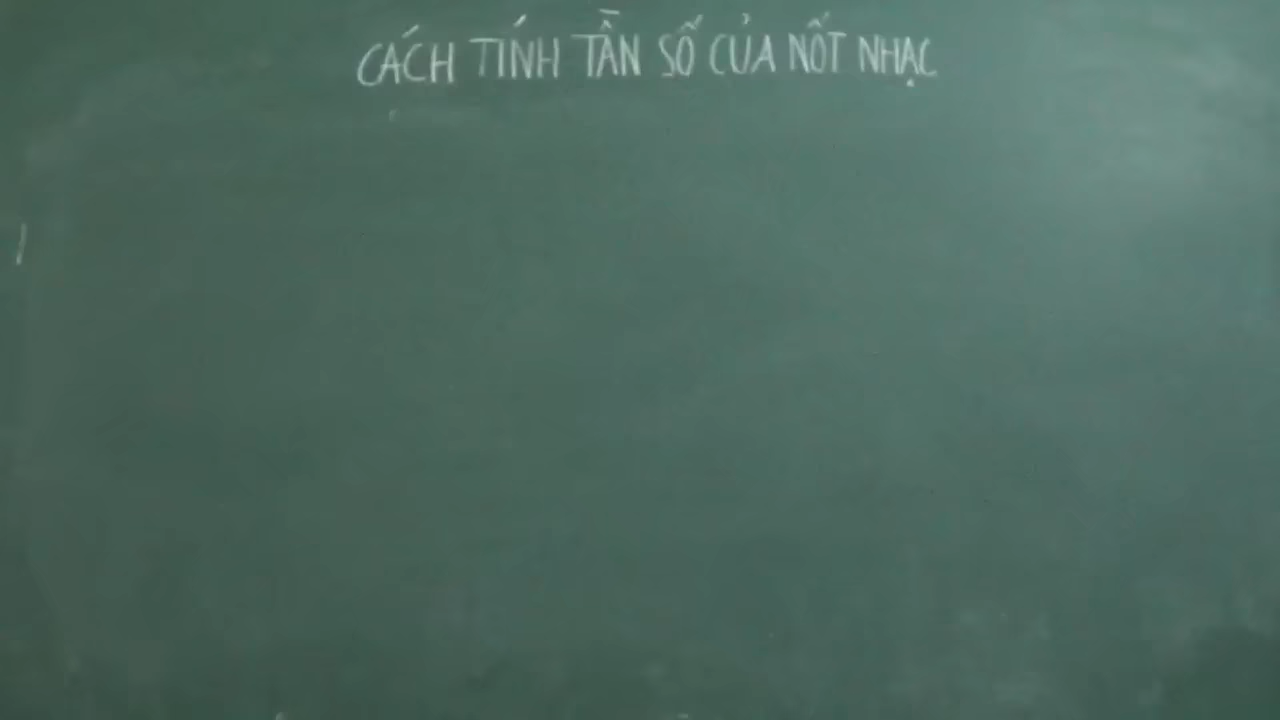 CÁCH TÍNH TẦN SỐ CỦA NỐT NHẠC